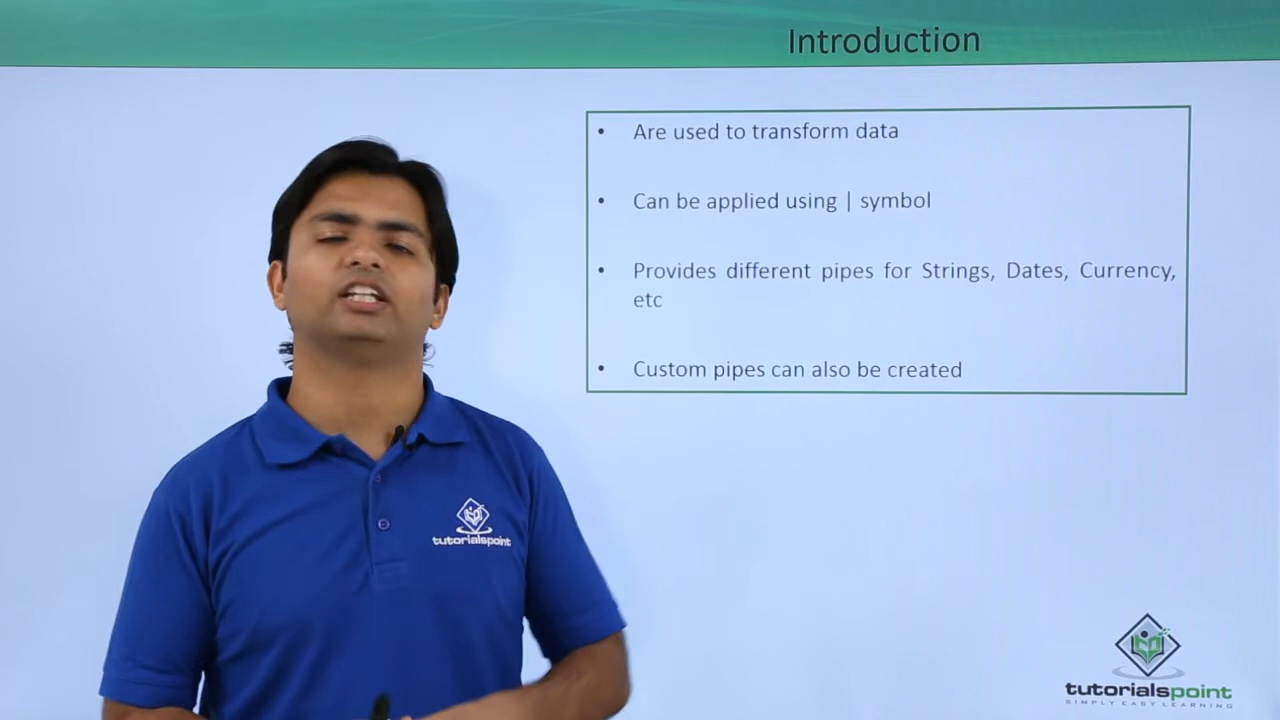 Introduction
• Are used to transform data
• Can be applied using | symbol
• Provides different pipes for Strings, Dates, Currency,
etc
• Custom pipes can also be created
tutorialspoint
tutorialspoint
SIMPLY EASY LEARNING